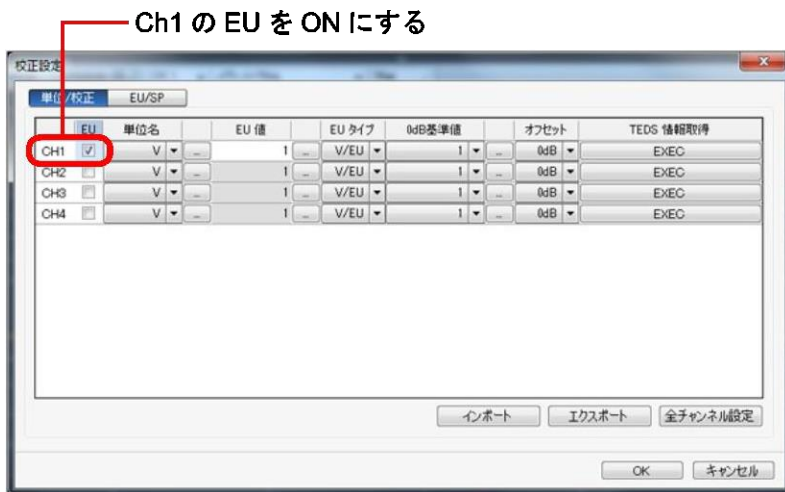 Ch1 の EU を ON にする
校正設定
単位/校正 EU/SP
EU 単位名 EU 値 EU タイプ 0dB基準値 オフセット TEDS 情報取得
CH1 V ... 1 ... V/EU 1 ... 0dB EXEC
CH2 V ... 1 ... V/EU 1 ... 0dB EXEC
CH3 V ... 1 ... V/EU 1 ... 0dB EXEC
CH4 V ... 1 ... V/EU 1 ... 0dB EXEC
インポート エクスポート 全チャンネル設定
OK キャンセル